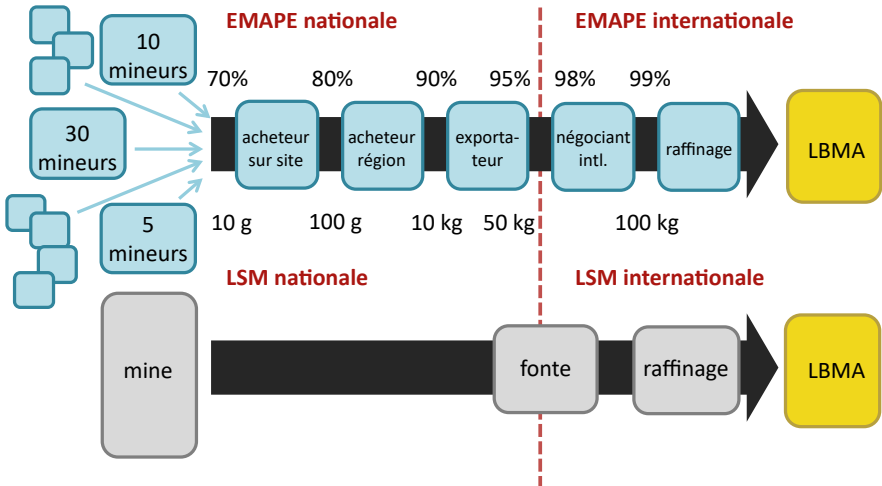 EMAPE nationale
EMAPE internationale
10
mineurs
30
mineurs
5
mineurs
70%
80%
90%
95%
98%
99%
acheteur
sur site
acheteur
région
exporta-
teur
négociant
intl.
raffinage
LBMA
10 g
100 g
10 kg
50 kg
100 kg
LSM nationale
LSM internationale
mine
fonte
raffinage
LBMA